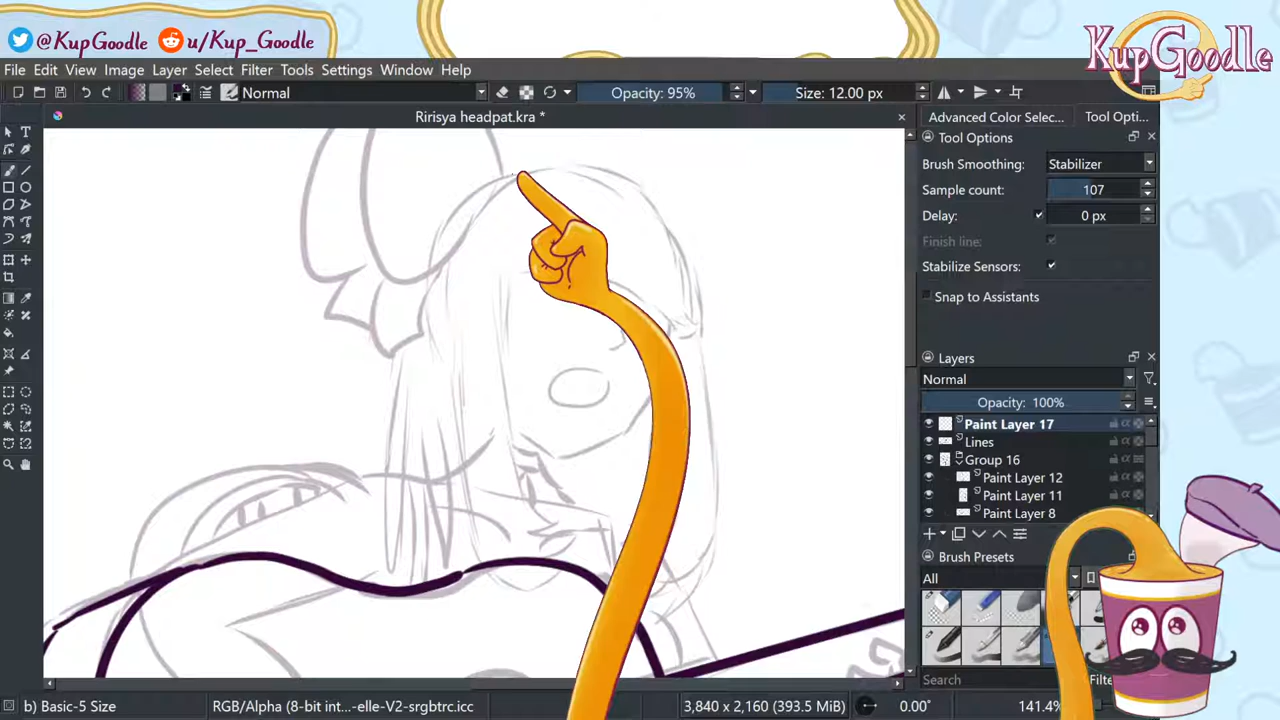 @KupGoodle u/Kup_Goodle
KupGoodle
File Edit View Image Layer Select Filter Tools Settings Window Help
Normal Opacity: 95% Size: 12.00 px
Ririsya headpat.kra *
Advanced Color Selec... Tool Opti...
Tool Options
Brush Smoothing: Stabilizer
Sample count: 107
Delay: 0 px
Finish line:
Stabilize Sensors:
Snap to Assistants
Layers
Normal
Opacity: 100%
Paint Layer 17
Lines
Group 16
Paint Layer 12
Paint Layer 11
Paint Layer 8
Brush Presets
All
Search
b) Basic-5 Size RGB/Alpha (8-bit int...-elle-V2-srgbtrc.icc 3,840 x 2,160 (393.5 MiB) 0.00° 141.4%